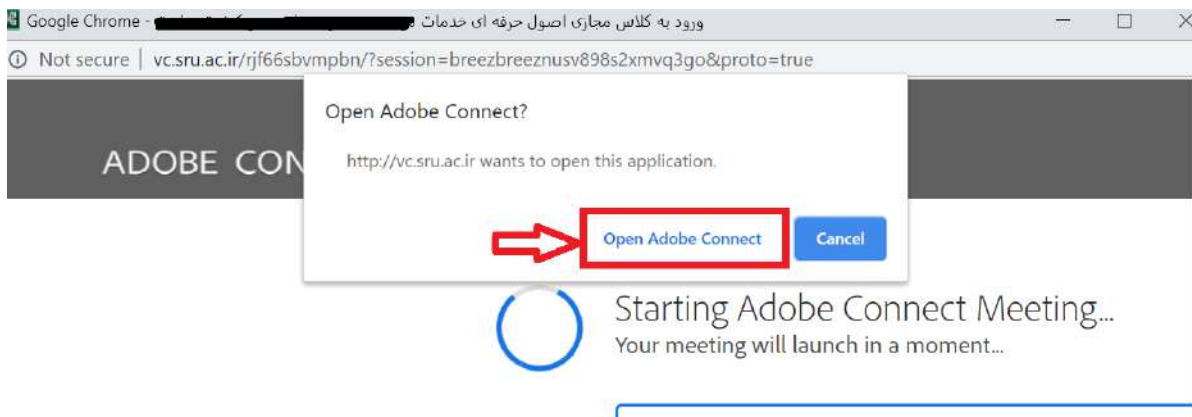 Google Chrome - ورود به کلاس مجازی اصول حرفه ای خدمات
Not secure | vc.sru.ac.ir/rjf66sbvmpbn/?session=breezbreeznusv898s2xmvq3go&proto=true
Open Adobe Connect?
http://vc.sru.ac.ir wants to open this application.
ADOBE CON
Open Adobe Connect
Cancel
Starting Adobe Connect Meeting...
Your meeting will launch in a moment...